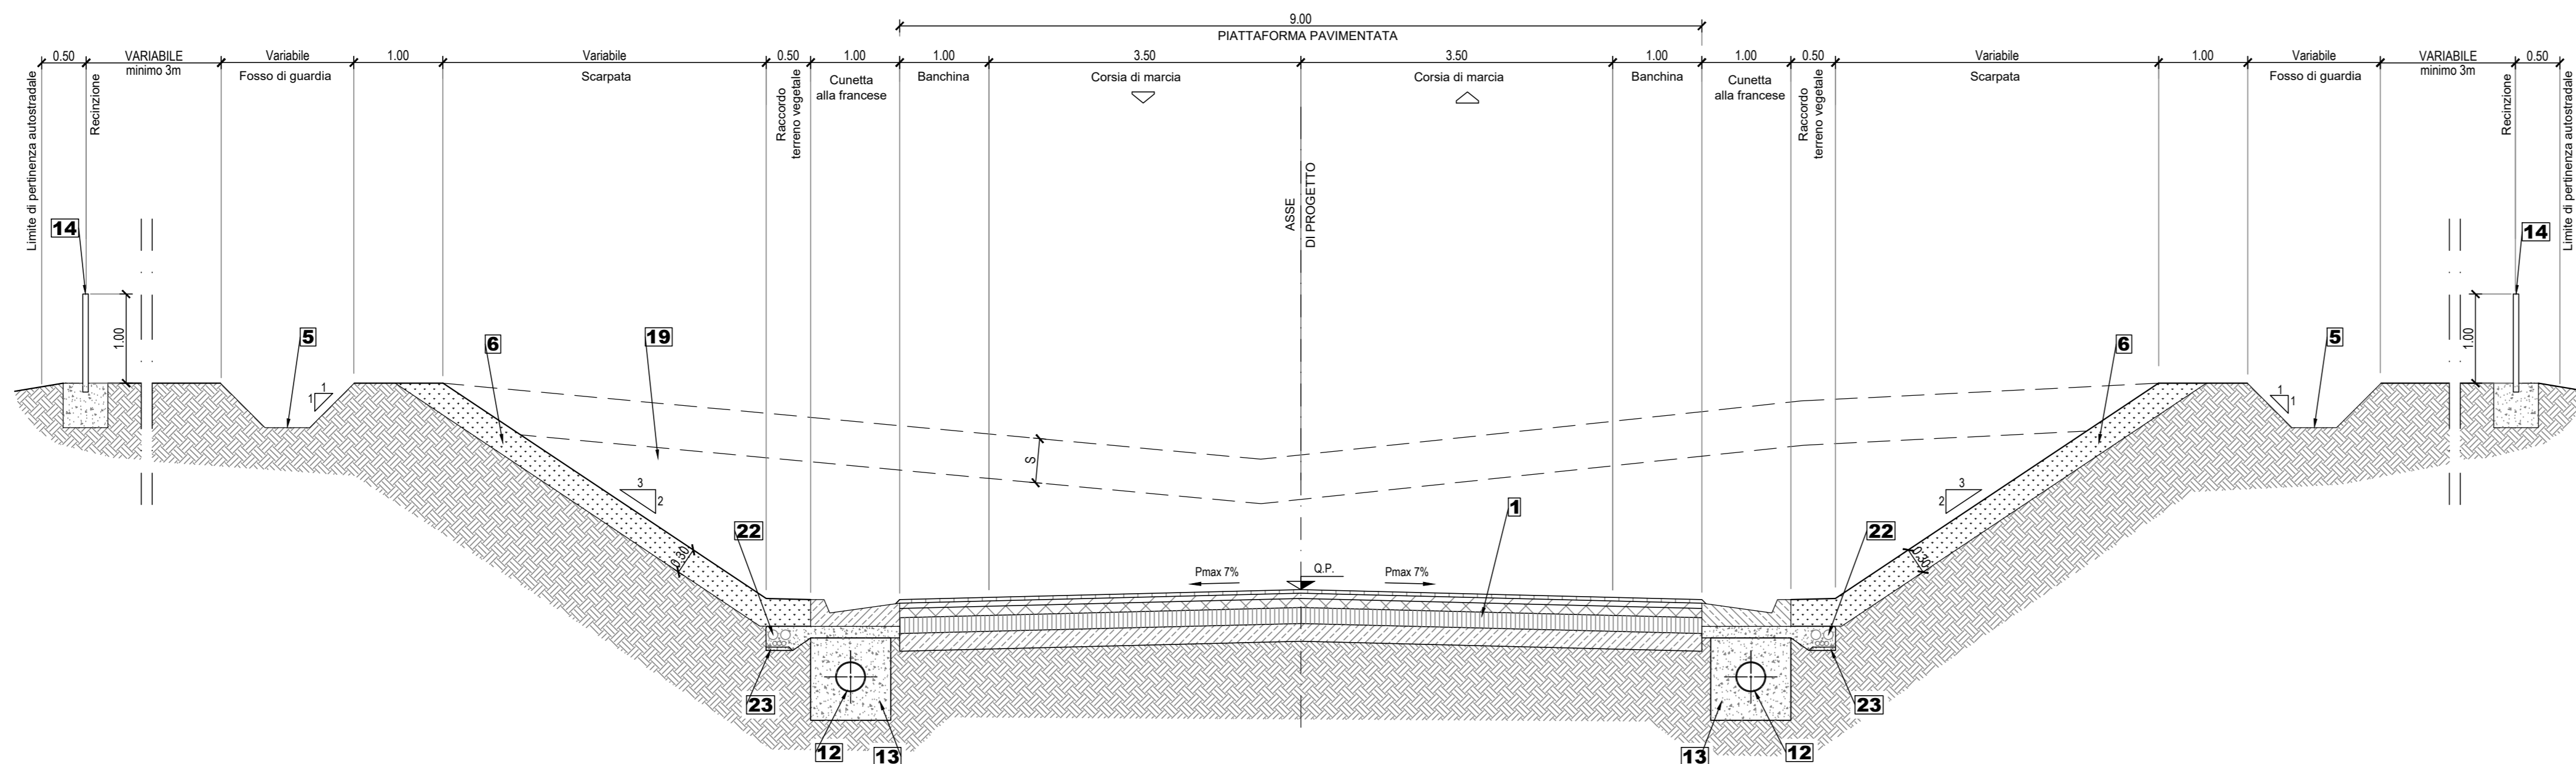 9.00
PIATTAFORMA PAVIMENTATA
0.50 VARIABILE Variabile 1.00 Variabile 0.50 1.00 1.00 3.50 3.50 1.00 1.00 0.50 Variabile 1.00 Variabile VARIABILE 0.50
minimo 3m Fosso di guardia Scarpata Cunetta Banchina Corsia di marcia Corsia di marcia Banchina Cunetta Scarpata Fosso di guardia minimo 3m
alla francese alla francese
Limite di pertinenza autostradale
Recinzione
Raccordo
terreno vegetale
ASSE
DI PROGETTO
Raccordo
terreno vegetale
Recinzione
Limite di pertinenza autostradale
14 14
1.00 5 6 19 6 5 1.00
1 1
1 1
S
3 3
2 2
22 1 22
0.30 0.30
Pmax 7% Q.P. Pmax 7%
23 23
12 13 13 12